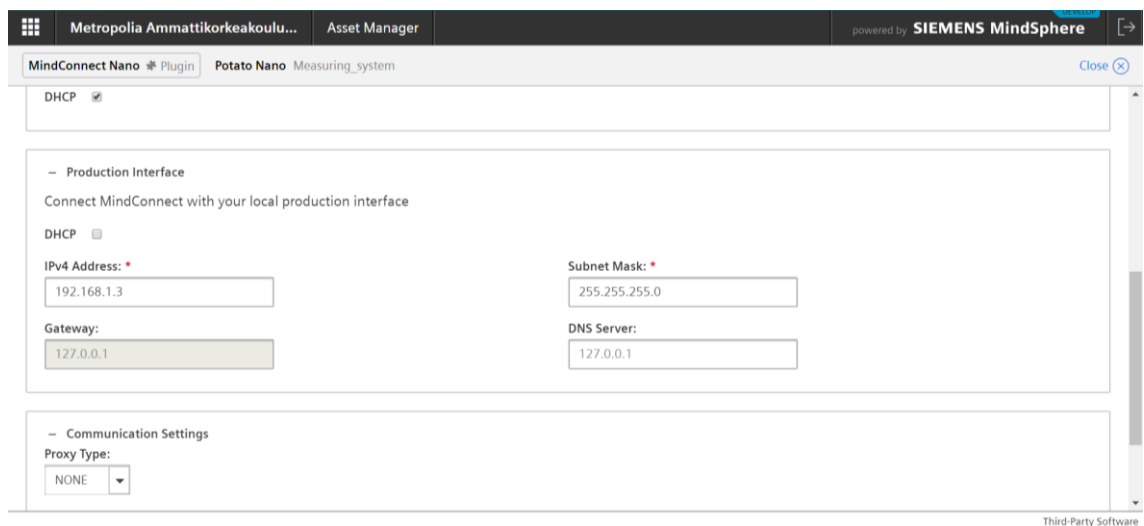 Metropolia Ammattikorkeakoulu... Asset Manager powered by SIEMENS MindSphere
DEVELOP
MindConnect Nano Plugin Potato Nano Measuring_system Close
DHCP
– Production Interface
Connect MindConnect with your local production interface
DHCP
IPv4 Address: * Subnet Mask: *
192.168.1.3 255.255.255.0
Gateway: DNS Server:
127.0.0.1 127.0.0.1
– Communication Settings
Proxy Type:
NONE
Third-Party Software